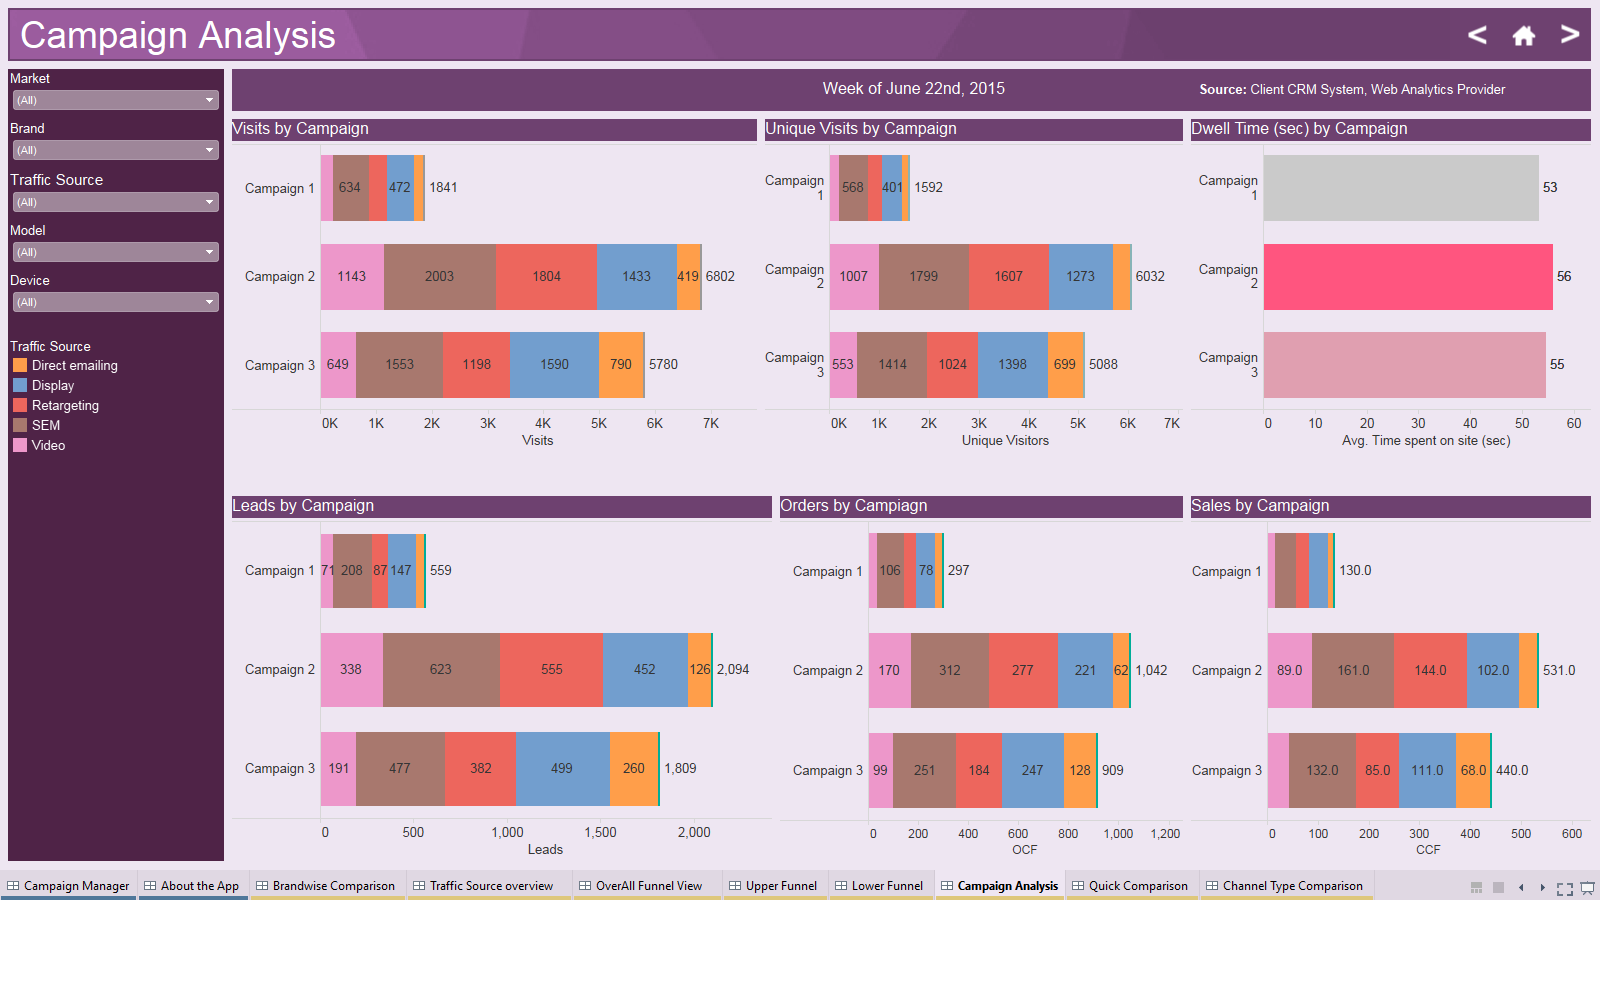 Campaign Analysis
Market
(All)
Brand
(All)
Traffic Source
(All)
Model
(All)
Device
(All)
Traffic Source
Direct emailing
Display
Retargeting
SEM
Video
Week of June 22nd, 2015
Source: Client CRM System, Web Analytics Provider
Visits by Campaign
Campaign 1 634 472 1841
Campaign 2 1143 2003 1804 1433 419 6802
Campaign 3 649 1553 1198 1590 790 5780
0K 1K 2K 3K 4K 5K 6K 7K
Visits
Unique Visits by Campaign
Campaign
1
568 401 1592
Campaign
2
1007 1799 1607 1273 6032
Campaign
3
553 1414 1024 1398 699 5088
0K 1K 2K 3K 4K 5K 6K 7K
Unique Visitors
Dwell Time (sec) by Campaign
Campaign
1
53
Campaign
2
56
Campaign
3
55
0 10 20 30 40 50 60
Avg. Time spent on site (sec)
Leads by Campaign
Campaign 1 71 208 87 147 559
Campaign 2 338 623 555 452 126 2,094
Campaign 3 191 477 382 499 260 1,809
0 500 1,000 1,500 2,000
Leads
Orders by Campiagn
Campaign 1 106 78 297
Campaign 2 170 312 277 221 62 1,042
Campaign 3 99 251 184 247 128 909
0 200 400 600 800 1,000 1,200
OCF
Sales by Campaign
Campaign 1 130.0
Campaign 2 89.0 161.0 144.0 102.0 531.0
Campaign 3 132.0 85.0 111.0 68.0 440.0
0 100 200 300 400 500 600
CCF
Campaign Manager About the App Brandwise Comparison Traffic Source overview OverAll Funnel View Upper Funnel Lower Funnel Campaign Analysis Quick Comparison Channel Type Comparison